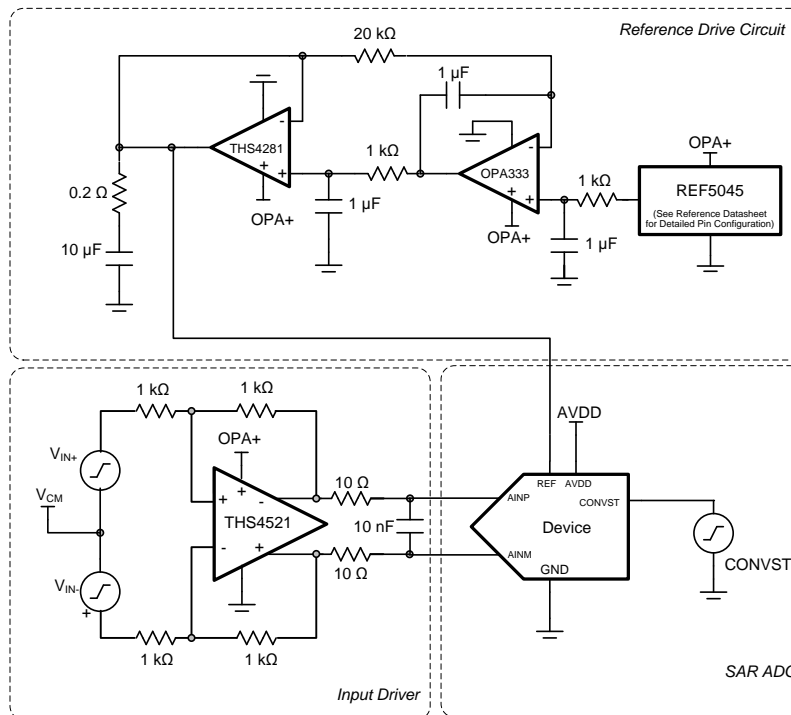 Reference Drive Circuit
20 kΩ
1 µF
THS4281
-
+
+
OPA+
1 kΩ
1 µF
OPA333
-
+
+
OPA+
1 kΩ
1 µF
OPA+
REF5045
(See Reference Datasheet
for Detailed Pin Configuration)
0.2 Ω
10 µF
1 kΩ
1 kΩ
OPA+
VIN+
VCM
VIN-
+
+
-
-
+
+
THS4521
1 kΩ
1 kΩ
10 Ω
10 nF
10 Ω
Input Driver
AVDD
REF
AVDD
CONVST
AINP
Device
AINM
GND
CONVST
SAR ADC